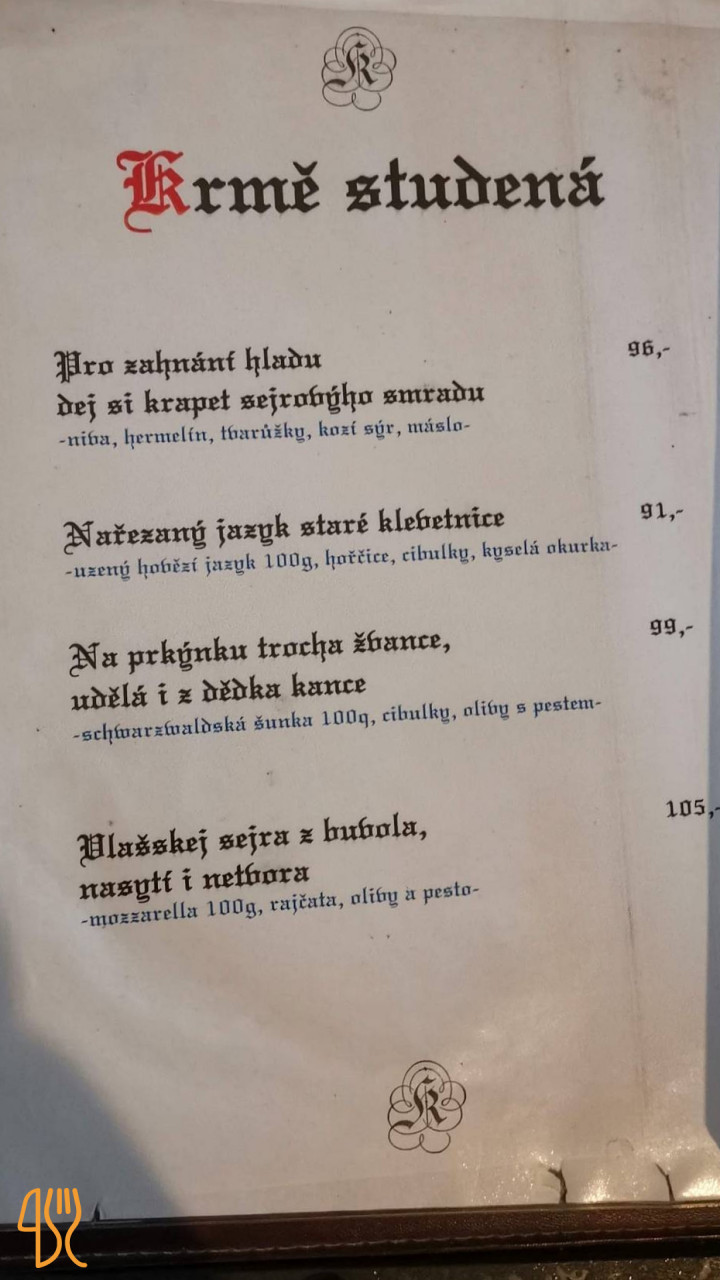 K
Krmě studená
Pro zahnání hladu
dej si krapet sejrovýho smradu
96,-
-niva, hermelín, tvarůžky, kozí sýr, máslo-
Nařezaný jazyk staré klevetnice
91,-
-uzený hovězí jazyk 100g, hořčice, cibulky, kyselá okurka-
Na prkýnku trocha žvance,
99,-
udělá i z dědka kance
-schwarzwaldská šunka 100g, cibulky, olivy s pestem-
Vlašskej sejra z buvola,
105,-
nasytí i netvora
-mozzarella 100g, rajčata, olivy a pesto-
K